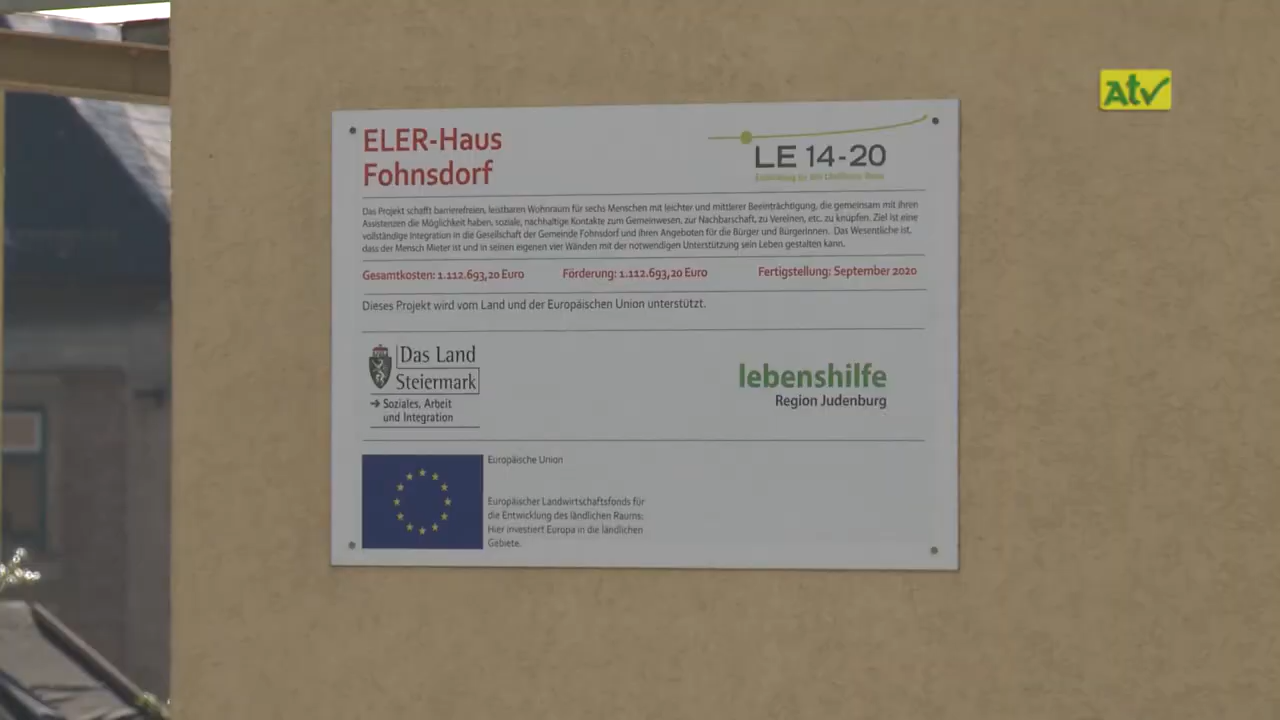 Atv
ELER-Haus
Fohnsdorf
LE 14-20
Entwicklung für den Ländlichen Raum
Das Projekt schafft barrierefreien, leistbaren Wohnraum für sechs Menschen mit leichter und mittlerer Beeinträchtigung, die gemeinsam mit ihren
Assistenzen die Möglichkeit haben, soziale, nachhaltige Kontakte zum Gemeinwesen, zur Nachbarschaft, zu Vereinen, etc. zu knüpfen. Ziel ist eine
vollständige Integration in die Gesellschaft der Gemeinde Fohnsdorf und ihren Angeboten für die Bürger und Bürgerinnen. Das Wesentliche ist,
dass der Mensch Mieter ist und in seinen eigenen vier Wänden mit der notwendigen Unterstützung sein Leben gestalten kann.
Gesamtkosten: 1.112.693,20 Euro Förderung: 1.112.693,20 Euro Fertigstellung: September 2020
Dieses Projekt wird vom Land und der Europäischen Union unterstützt.
Das Land
Steiermark
→ Soziales, Arbeit
und Integration
lebenshilfe
Region Judenburg
Europäische Union
Europäischer Landwirtschaftsfonds für
die Entwicklung des ländlichen Raums:
Hier investiert Europa in die ländlichen
Gebiete.